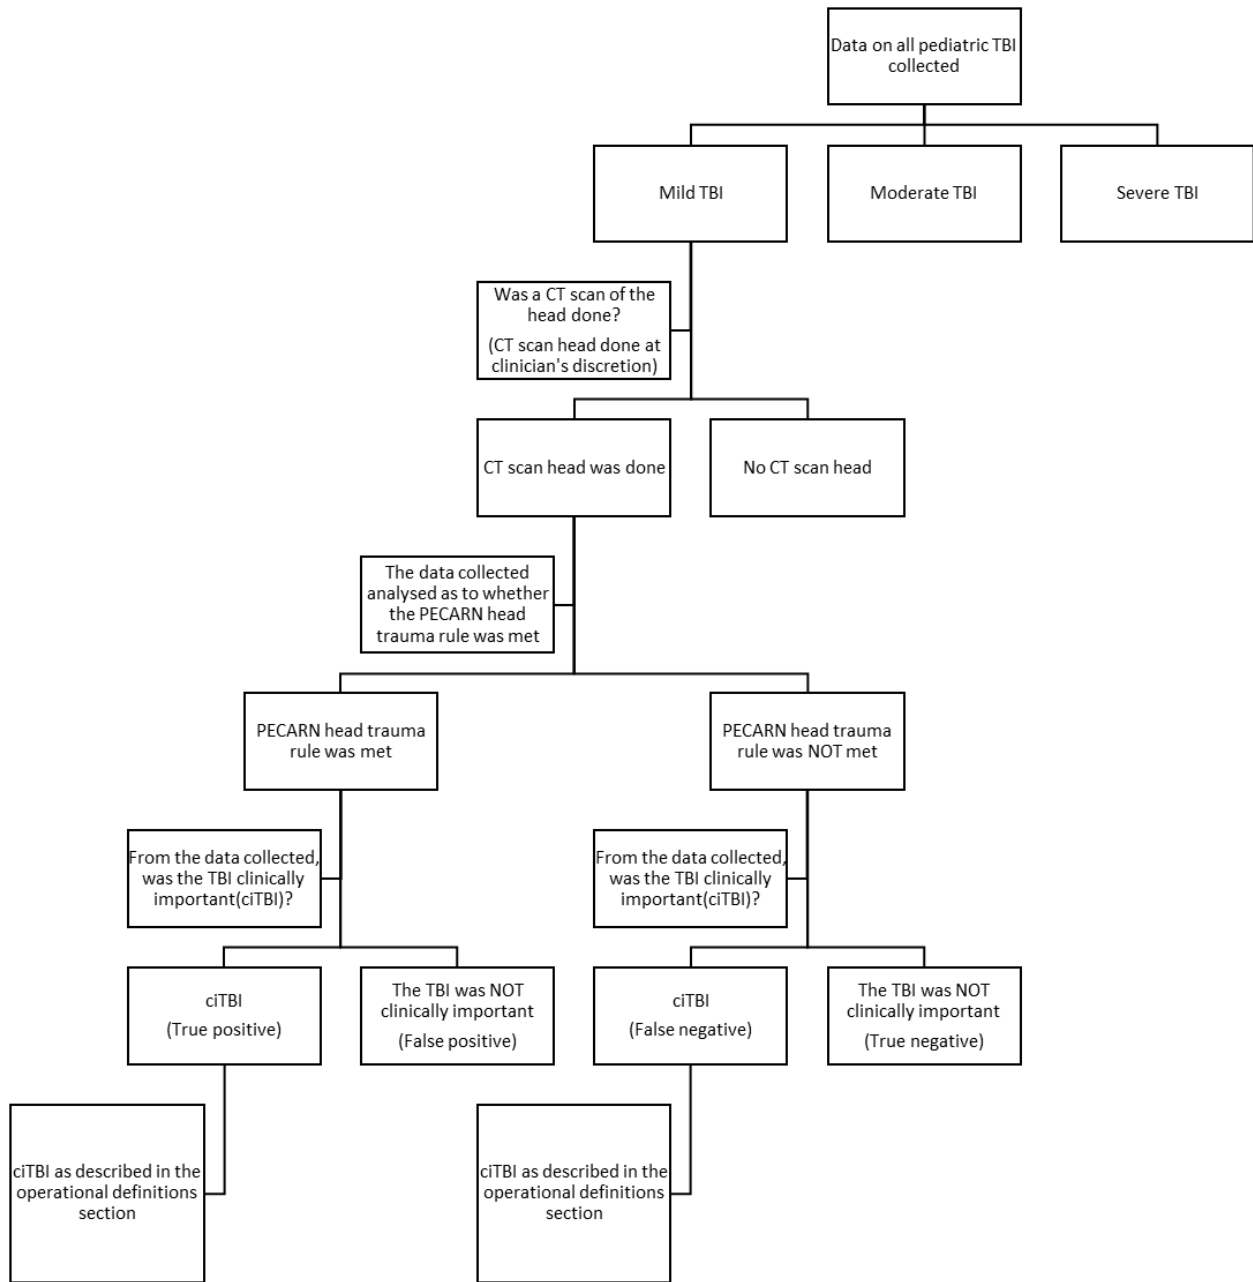 Data on all pediatric TBI
collected
Mild TBI
Moderate TBI
Severe TBI
Was a CT scan of the
head done?
(CT scan head done at
clinician's discretion)
CT scan head was done
No CT scan head
The data collected
analysed as to whether
the PECARN head
trauma rule was met
PECARN head trauma
rule was met
PECARN head trauma
rule was NOT met
From the data collected,
was the TBI clinically
important(ciTBI)?
From the data collected,
was the TBI clinically
important(ciTBI)?
ciTBI
(True positive)
The TBI was NOT
clinically important
(False positive)
ciTBI
(False negative)
The TBI was NOT
clinically important
(True negative)
ciTBI as described in the
operational definitions
section
ciTBI as described in the
operational definitions
section